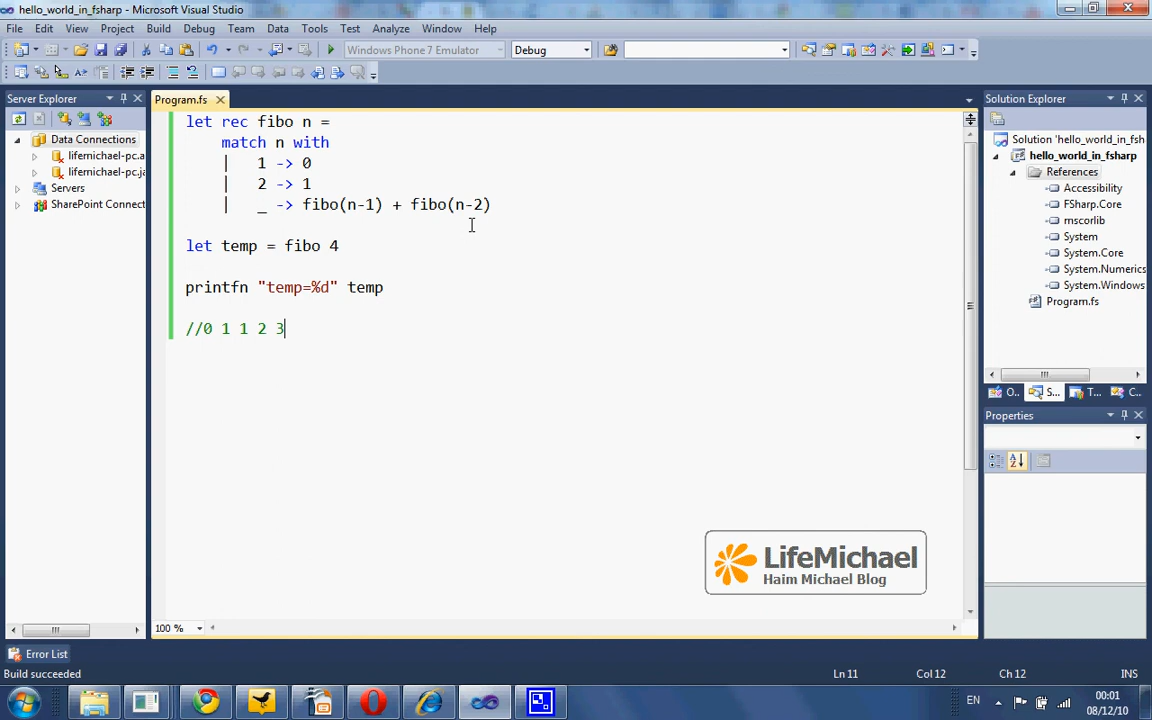 hello_world_in_fsharp - Microsoft Visual Studio
File Edit View Project Build Debug Team Data Tools Test Analyze Window Help
Windows Phone 7 Emulator Debug
Server Explorer
Data Connections
lifemichael-pc.a
lifemichael-pc.ja
Servers
SharePoint Connect
Program.fs
let rec fibo n =
match n with
| 1 -> 0
| 2 -> 1
| _ -> fibo(n-1) + fibo(n-2)
let temp = fibo 4
printfn "temp=%d" temp
//0 1 1 2 3
LifeMichael
Haim Michael Blog
100 %
Solution Explorer
Solution 'hello_world_in_fsh
hello_world_in_fsharp
References
Accessibility
FSharp.Core
mscorlib
System
System.Core
System.Numerics
System.Windows
Program.fs
O.. S... T... C..
Properties
Error List
Build succeeded
Ln 11 Col 12 Ch 12 INS
EN
00:01
08/12/10